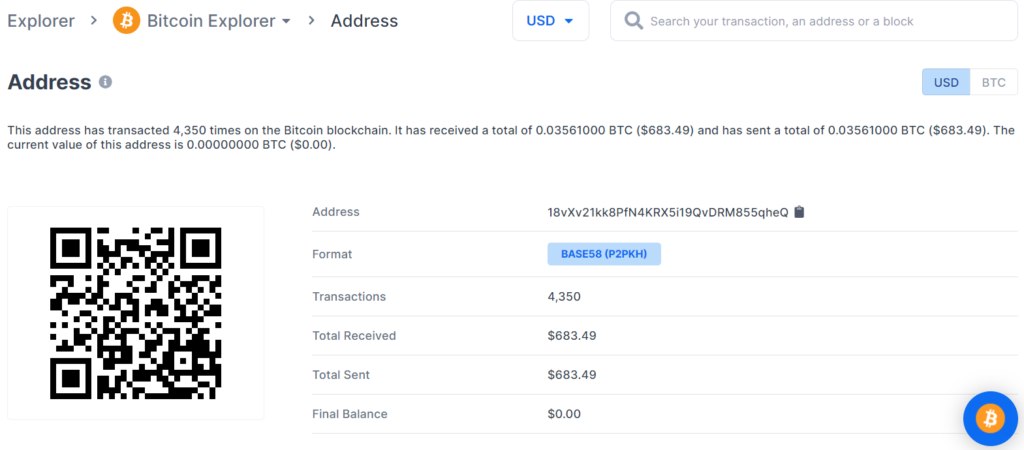 Explorer > Bitcoin Explorer > Address
USD
Search your transaction, an address or a block
Address
USD BTC
This address has transacted 4,350 times on the Bitcoin blockchain. It has received a total of 0.03561000 BTC ($683.49) and has sent a total of 0.03561000 BTC ($683.49). The
current value of this address is 0.00000000 BTC ($0.00).
Address 18vXv21kk8PfN4KRX5i19QvDRM855qheQ
Format BASE58 (P2PKH)
Transactions 4,350
Total Received $683.49
Total Sent $683.49
Final Balance $0.00